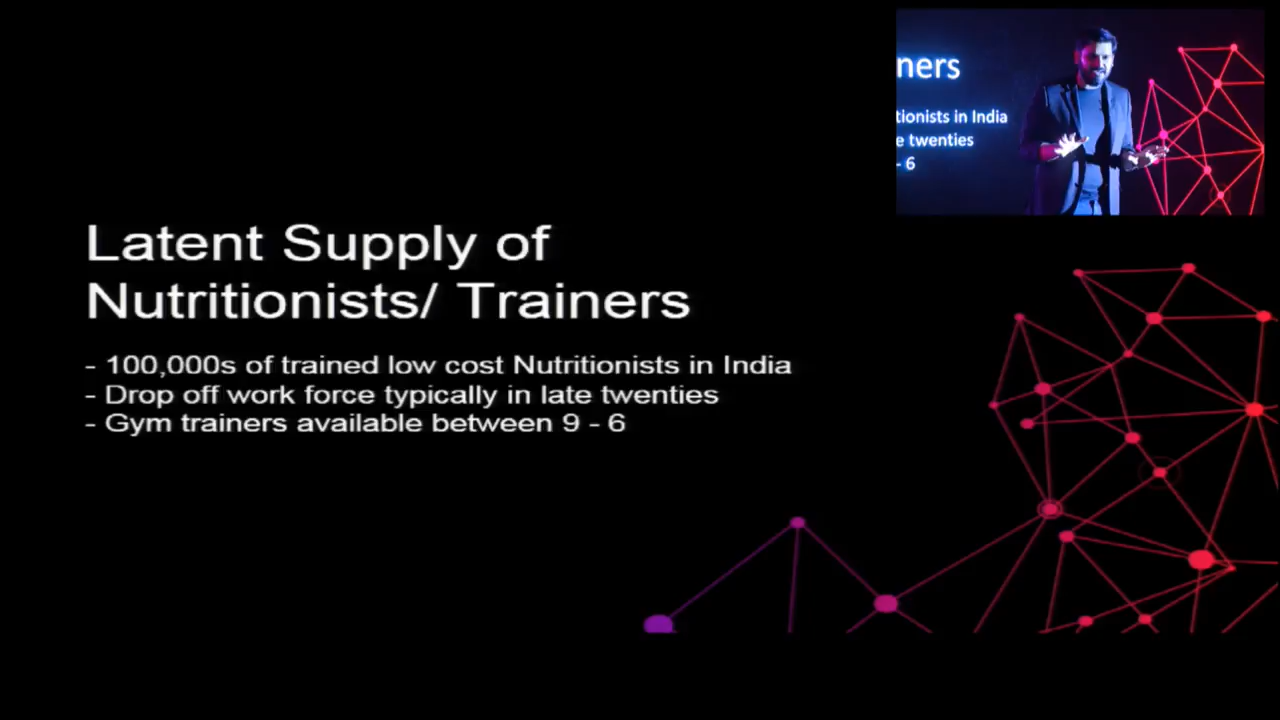 Latent Supply of
Nutritionists/ Trainers
- 100,000s of trained low cost Nutritionists in India
- Drop off work force typically in late twenties
- Gym trainers available between 9 - 6
ners
tionists in India
e twenties
- 6